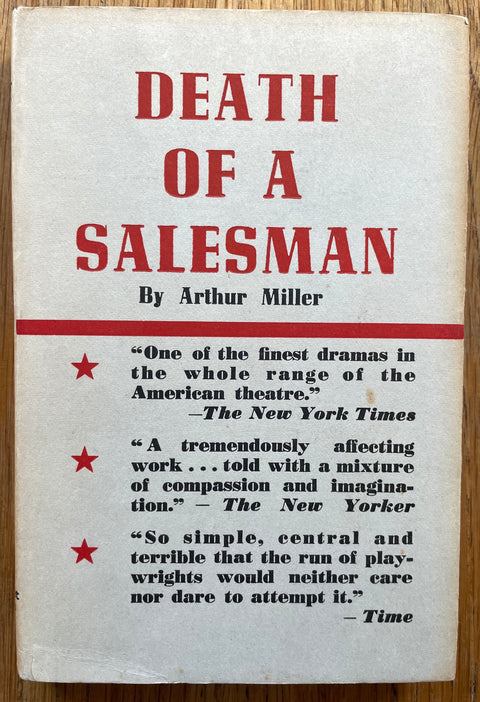 DEATH
OF A
SALESMAN
By Arthur Miller
“One of the finest dramas in
the whole range of the
American theatre.”
—The New York Times
“A tremendously affecting
work . . . told with a mixture
of compassion and imagina-
tion.” — The New Yorker
“So simple, central and
terrible that the run of play-
wrights would neither care
nor dare to attempt it.”
— Time